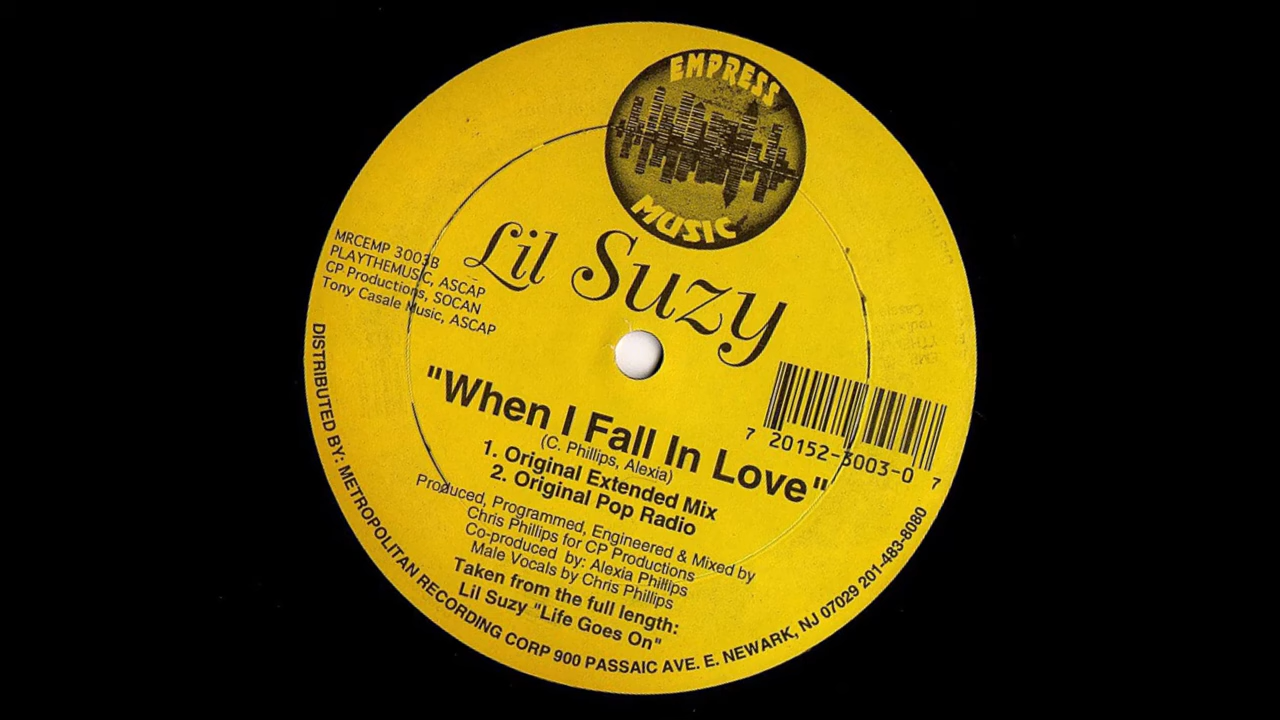 EMPRESS
MUSIC
Lil Suzy
MRCEMP 3003B
PLAYTHEMUSIC, ASCAP
CP Productions, SOCAN
Tony Casale Music, ASCAP
"When I Fall In Love"
(C. Phillips, Alexia)
1. Original Extended Mix
2. Original Pop Radio
7 20152-3003-0 7
Produced, Programmed, Engineered & Mixed by
Chris Phillips for CP Productions
Co-produced by: Alexia Phillips
Male Vocals by Chris Phillips
Taken from the full length:
Lil Suzy "Life Goes On"
DISTRIBUTED BY: METROPOLITAN RECORDING CORP 900 PASSAIC AVE. E. NEWARK, NJ 07029 201-483-8080